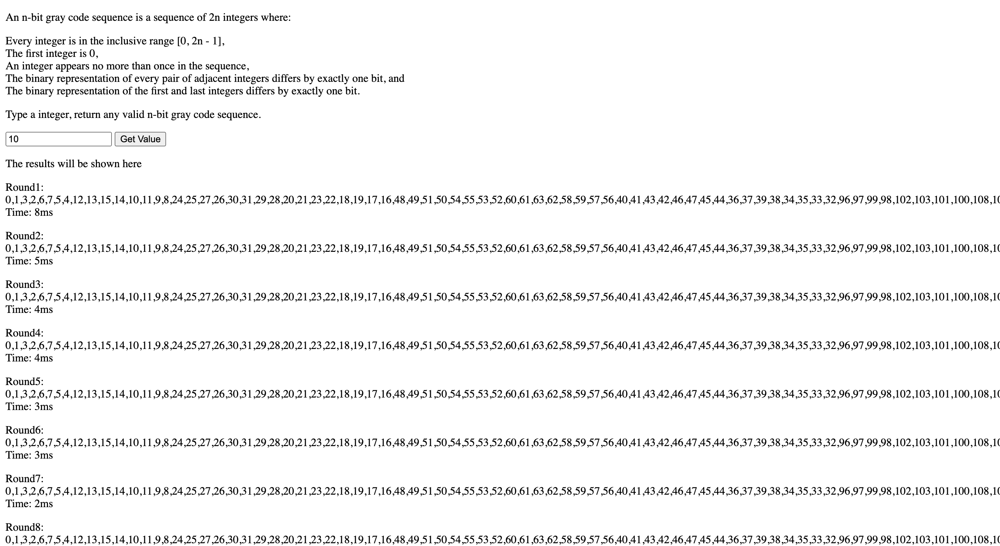 An n-bit gray code sequence is a sequence of 2n integers where:
Every integer is in the inclusive range [0, 2n - 1],
The first integer is 0,
An integer appears no more than once in the sequence,
The binary representation of every pair of adjacent integers differs by exactly one bit, and
The binary representation of the first and last integers differs by exactly one bit.
Type a integer, return any valid n-bit gray code sequence.
10 Get Value
The results will be shown here
Round1:
0,1,3,2,6,7,5,4,12,13,15,14,10,11,9,8,24,25,27,26,30,31,29,28,20,21,23,22,18,19,17,16,48,49,51,50,54,55,53,52,60,61,63,62,58,59,57,56,40,41,43,42,46,47,45,44,36,37,39,38,34,35,33,32,96,97,99,98,102,103,101,100,108,
Time: 8ms
Round2:
0,1,3,2,6,7,5,4,12,13,15,14,10,11,9,8,24,25,27,26,30,31,29,28,20,21,23,22,18,19,17,16,48,49,51,50,54,55,53,52,60,61,63,62,58,59,57,56,40,41,43,42,46,47,45,44,36,37,39,38,34,35,33,32,96,97,99,98,102,103,101,100,108,
Time: 5ms
Round3:
0,1,3,2,6,7,5,4,12,13,15,14,10,11,9,8,24,25,27,26,30,31,29,28,20,21,23,22,18,19,17,16,48,49,51,50,54,55,53,52,60,61,63,62,58,59,57,56,40,41,43,42,46,47,45,44,36,37,39,38,34,35,33,32,96,97,99,98,102,103,101,100,108,
Time: 4ms
Round4:
0,1,3,2,6,7,5,4,12,13,15,14,10,11,9,8,24,25,27,26,30,31,29,28,20,21,23,22,18,19,17,16,48,49,51,50,54,55,53,52,60,61,63,62,58,59,57,56,40,41,43,42,46,47,45,44,36,37,39,38,34,35,33,32,96,97,99,98,102,103,101,100,108,
Time: 4ms
Round5:
0,1,3,2,6,7,5,4,12,13,15,14,10,11,9,8,24,25,27,26,30,31,29,28,20,21,23,22,18,19,17,16,48,49,51,50,54,55,53,52,60,61,63,62,58,59,57,56,40,41,43,42,46,47,45,44,36,37,39,38,34,35,33,32,96,97,99,98,102,103,101,100,108,
Time: 3ms
Round6:
0,1,3,2,6,7,5,4,12,13,15,14,10,11,9,8,24,25,27,26,30,31,29,28,20,21,23,22,18,19,17,16,48,49,51,50,54,55,53,52,60,61,63,62,58,59,57,56,40,41,43,42,46,47,45,44,36,37,39,38,34,35,33,32,96,97,99,98,102,103,101,100,108,
Time: 3ms
Round7:
0,1,3,2,6,7,5,4,12,13,15,14,10,11,9,8,24,25,27,26,30,31,29,28,20,21,23,22,18,19,17,16,48,49,51,50,54,55,53,52,60,61,63,62,58,59,57,56,40,41,43,42,46,47,45,44,36,37,39,38,34,35,33,32,96,97,99,98,102,103,101,100,108,
Time: 2ms
Round8:
0,1,3,2,6,7,5,4,12,13,15,14,10,11,9,8,24,25,27,26,30,31,29,28,20,21,23,22,18,19,17,16,48,49,51,50,54,55,53,52,60,61,63,62,58,59,57,56,40,41,43,42,46,47,45,44,36,37,39,38,34,35,33,32,96,97,99,98,102,103,101,100,108,